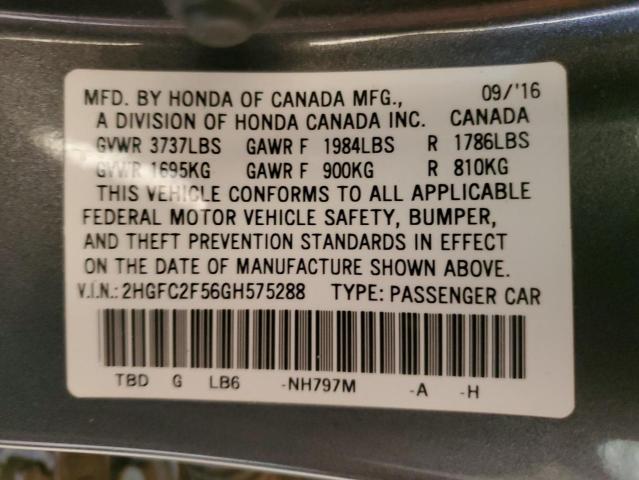 MFD. BY HONDA OF CANADA MFG., 09/'16
A DIVISION OF HONDA CANADA INC. CANADA
GVWR 3737LBS GAWR F 1984LBS R 1786LBS
GVWR 1695KG GAWR F 900KG R 810KG
THIS VEHICLE CONFORMS TO ALL APPLICABLE
FEDERAL MOTOR VEHICLE SAFETY, BUMPER,
AND THEFT PREVENTION STANDARDS IN EFFECT
ON THE DATE OF MANUFACTURE SHOWN ABOVE.
V.I.N.: 2HGFC2F56GH575288 TYPE: PASSENGER CAR
TBD G LB6 -NH797M -A -H